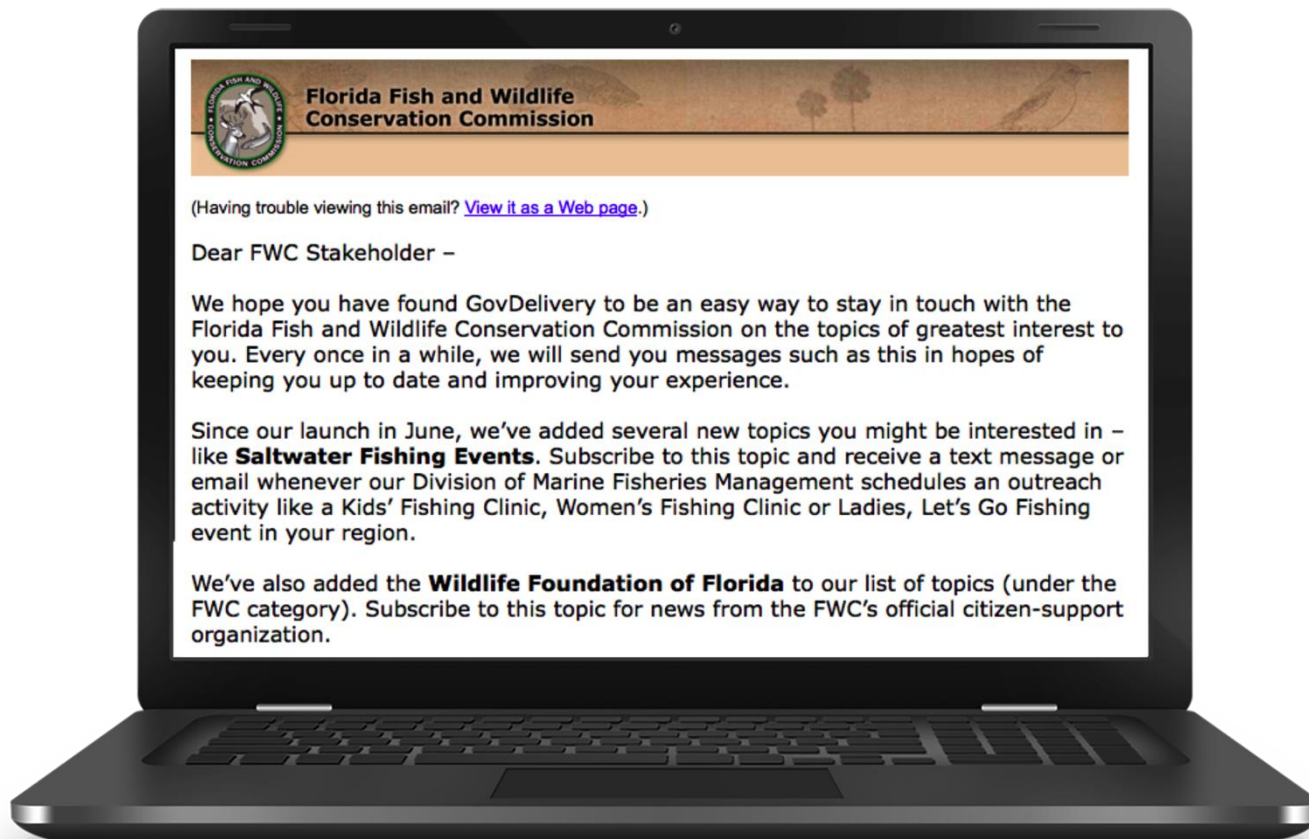 FLORIDA FISH AND WILDLIFE
CONSERVATION COMMISSION
Florida Fish and Wildlife
Conservation Commission
(Having trouble viewing this email? View it as a Web page.)
Dear FWC Stakeholder –
We hope you have found GovDelivery to be an easy way to stay in touch with the
Florida Fish and Wildlife Conservation Commission on the topics of greatest interest to
you. Every once in a while, we will send you messages such as this in hopes of
keeping you up to date and improving your experience.
Since our launch in June, we’ve added several new topics you might be interested in –
like Saltwater Fishing Events. Subscribe to this topic and receive a text message or
email whenever our Division of Marine Fisheries Management schedules an outreach
activity like a Kids’ Fishing Clinic, Women’s Fishing Clinic or Ladies, Let’s Go Fishing
event in your region.
We’ve also added the Wildlife Foundation of Florida to our list of topics (under the
FWC category). Subscribe to this topic for news from the FWC’s official citizen-support
organization.